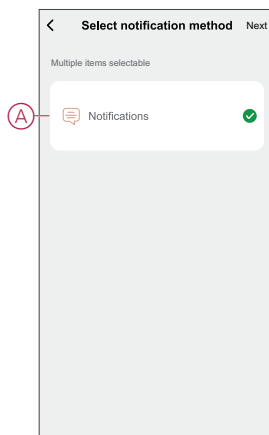 Select notification method Next
Multiple items selectable
A Notifications